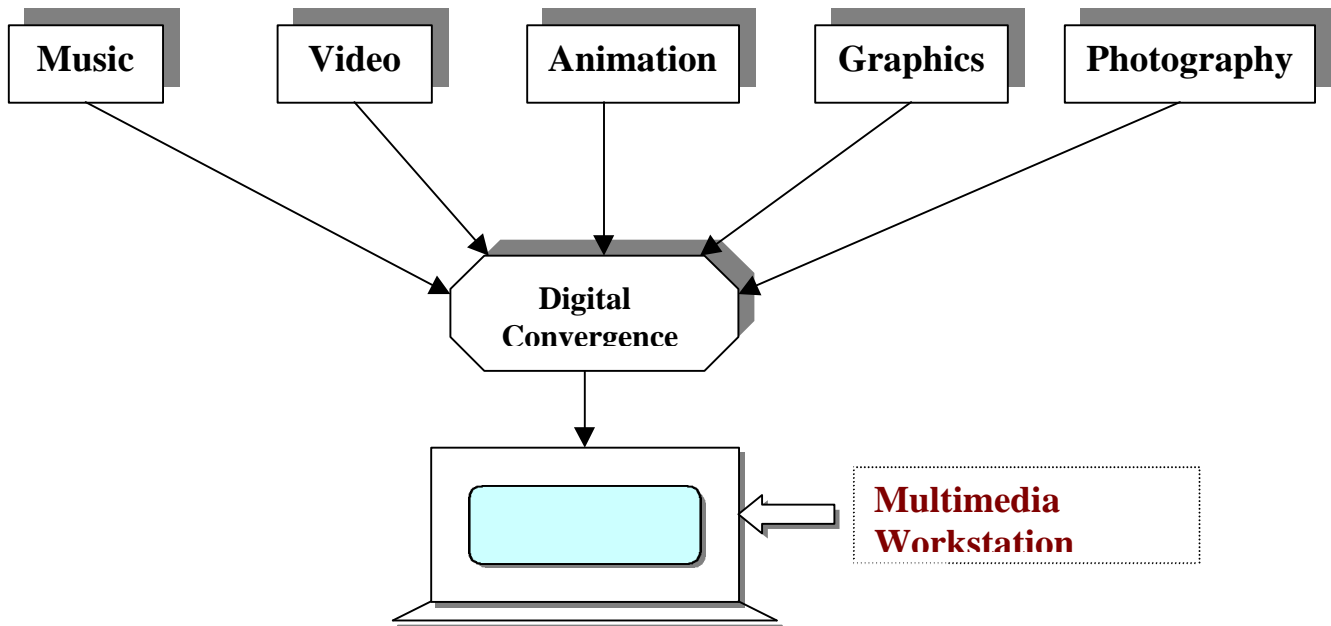 Music
Video
Animation
Graphics
Photography
Digital
Convergence
Multimedia
Workstation